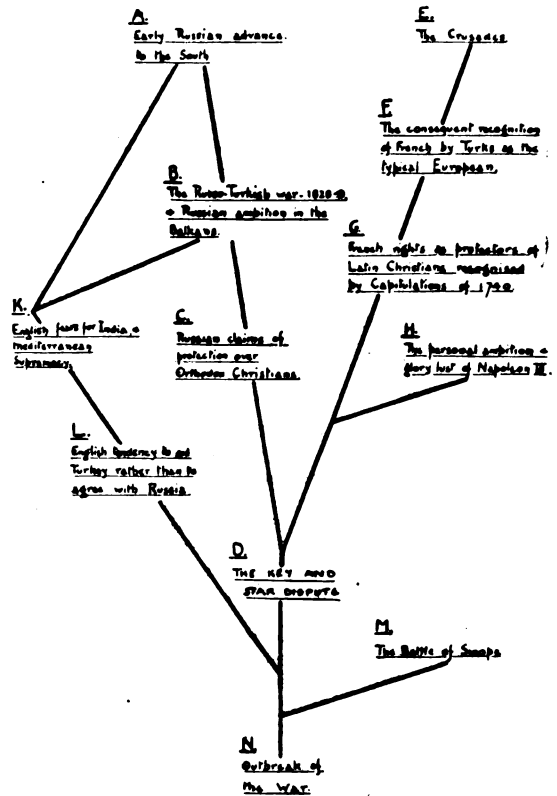 A.
Early Russian advance
to the South
E.
The Crusades
F.
The consequent recognition
of French by Turks as the
typical European.
B.
The Russo-Turkish war - 1828-9
& Russian ambition in the
Balkans.
G.
French rights as protectors of
Latin Christians recognised
by Capitulations of 1740
K.
English fears for India, &
mediterranean
Supremacy.
C.
Russian claims of
protection over
Orthodox Christians.
H.
The personal ambition &
glory lust of Napoleon III.
L.
English tendency to aid
Turkey rather than to
agree with Russia.
D.
THE KEY AND
STAR DISPUTE
M.
The Battle of Sinope
N.
Outbreak of
the War.